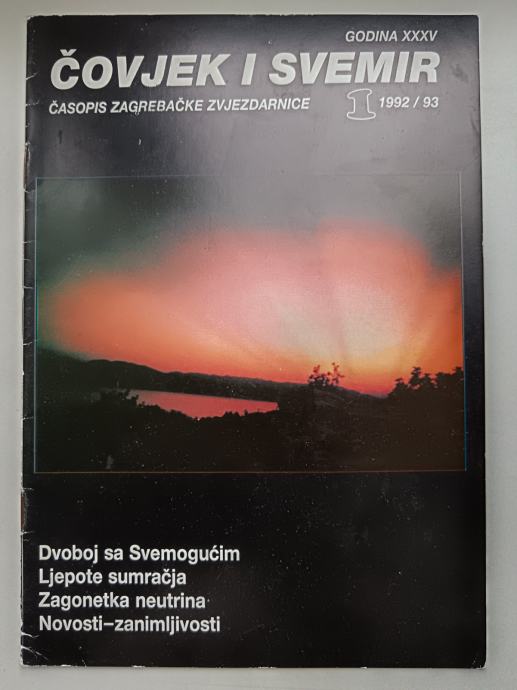 GODINA XXXV
ČOVJEK I SVEMIR
ČASOPIS ZAGREBAČKE ZVJEZDARNICE 1 1992 / 93
Dvoboj sa Svemogućim
Ljepote sumračja
Zagonetka neutrina
Novosti–zanimljivosti